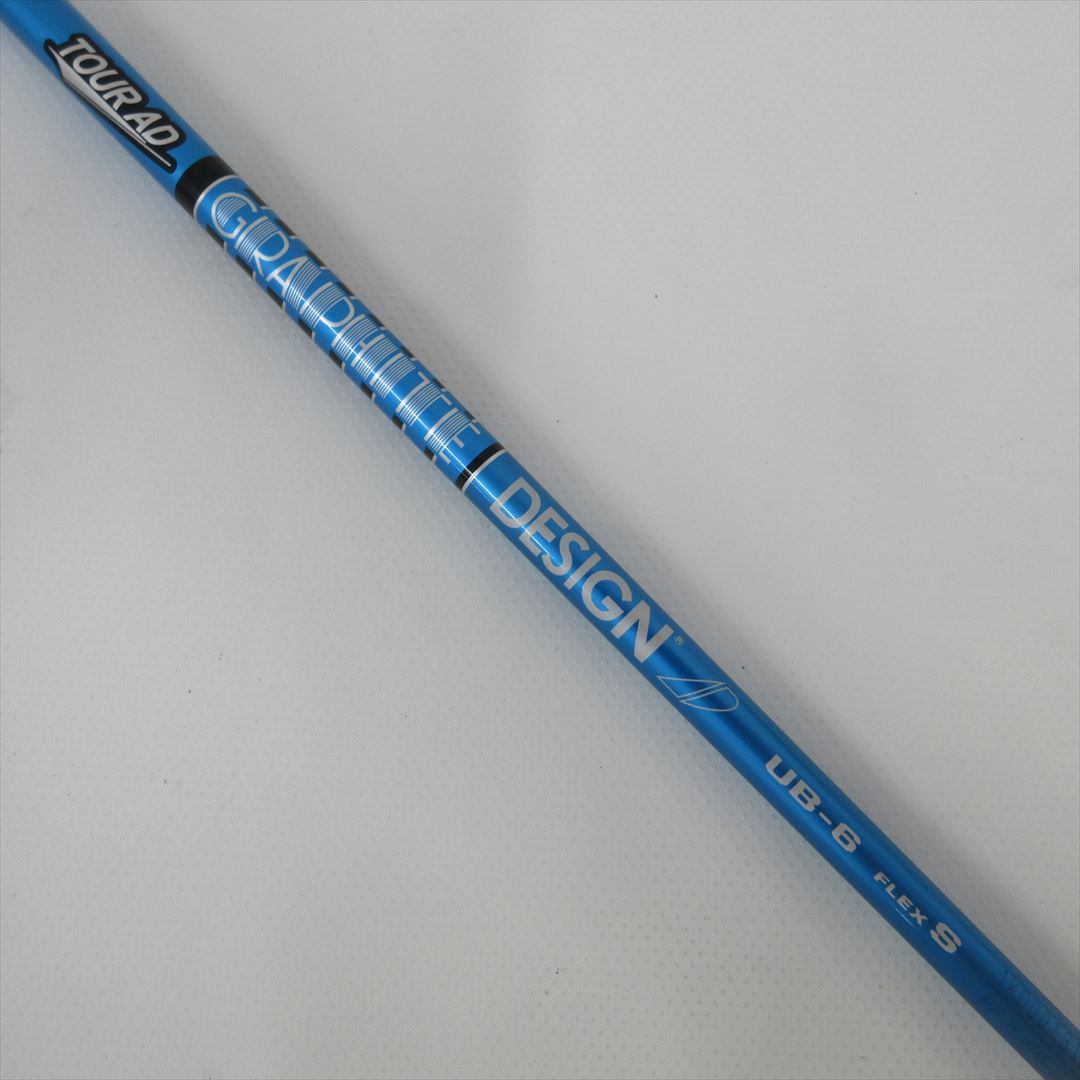 TOUR AD
GRAPHITE
DESIGN®
UB-6
FLEX S